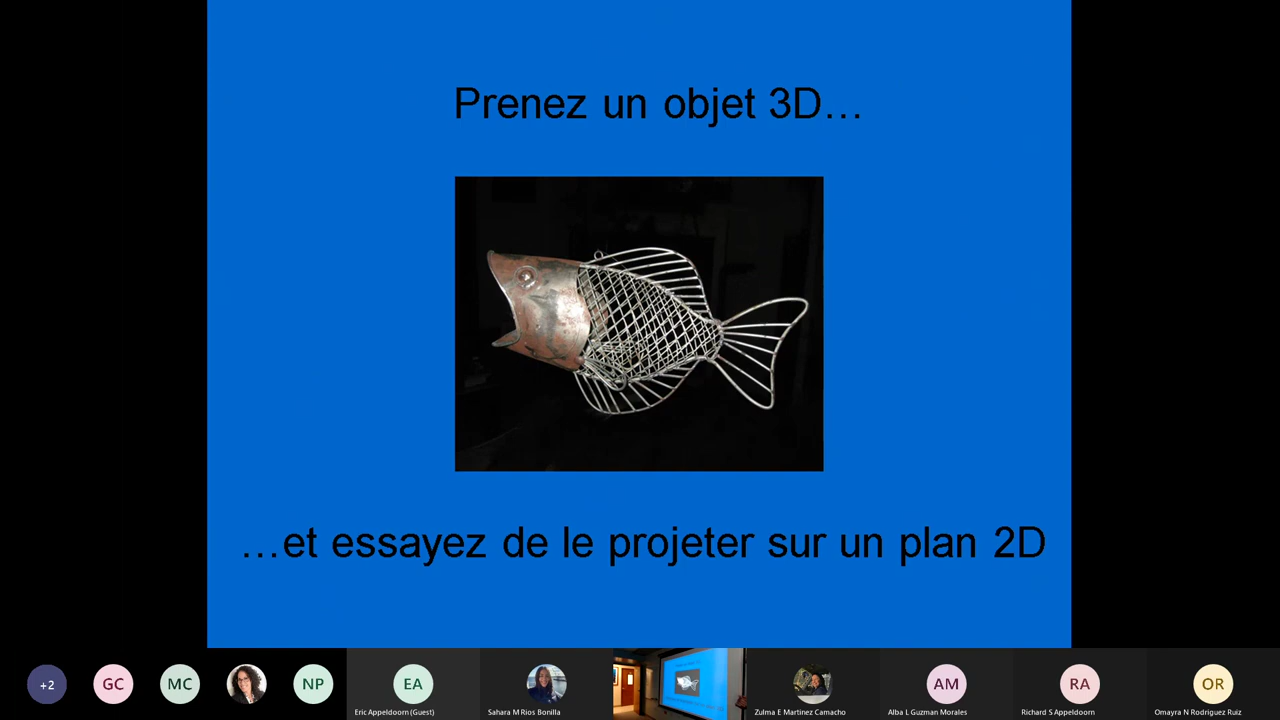 Prenez un objet 3D…
…et essayez de le projeter sur un plan 2D
+2
GC
MC
NP
EA
AM
RA
OR
Eric Appeldoorn (Guest)
Sahara M Rios Bonilla
Zulma E Martinez Camacho
Alba L Guzman Morales
Richard S Appeldoorn
Omayra N Rodriguez Ruiz